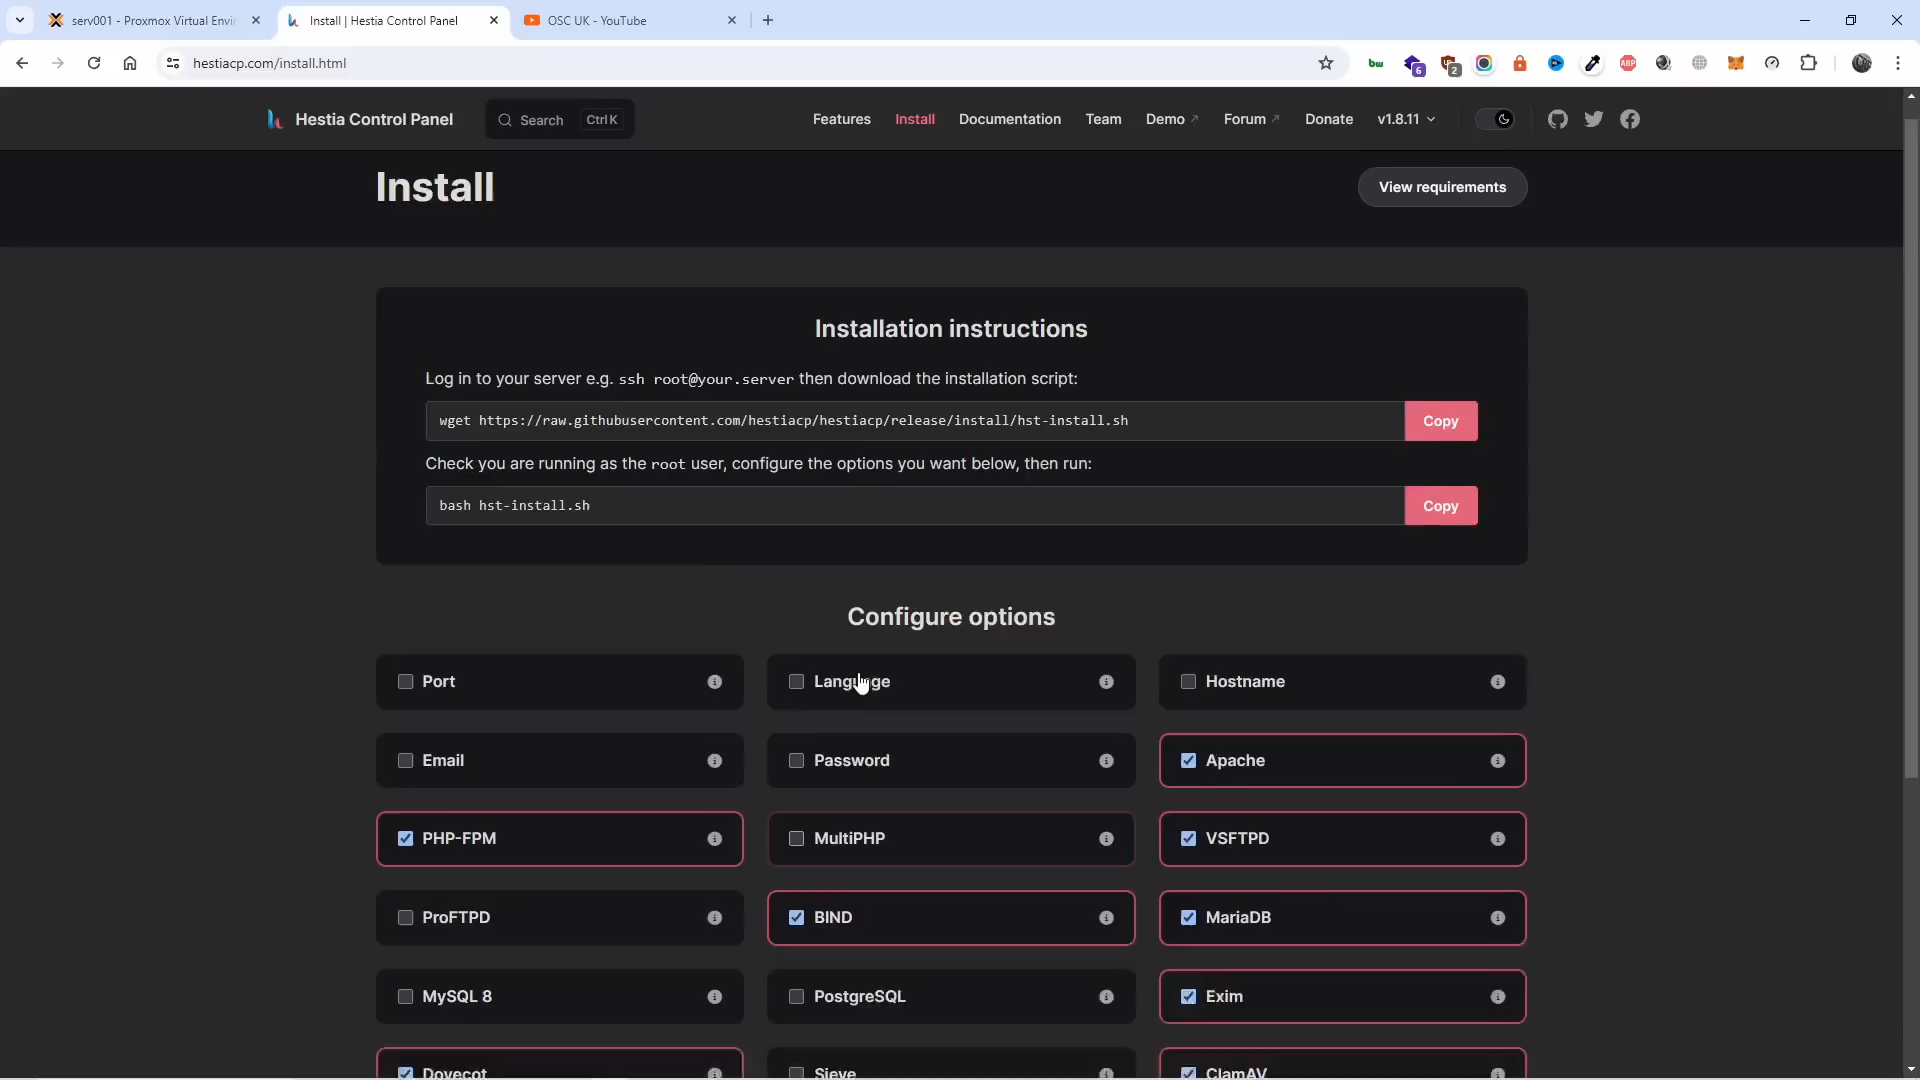 serv001 - Proxmox Virtual Envi
Install | Hestia Control Panel
OSC UK - YouTube
hestiacp.com/install.html
6
2
ABP
Hestia Control Panel
Search
Ctrl K
Features
Install
Documentation
Team
Demo
Forum
Donate
v1.8.11
Install
View requirements
Installation instructions
Log in to your server e.g. ssh root@your.server then download the installation script:
wget https://raw.githubusercontent.com/hestiacp/hestiacp/release/install/hst-install.sh
Copy
Check you are running as the root user, configure the options you want below, then run:
bash hst-install.sh
Copy
Configure options
Port
Language
Hostname
Email
Password
Apache
PHP-FPM
MultiPHP
VSFTPD
ProFTPD
BIND
MariaDB
MySQL 8
PostgreSQL
Exim
Dovecot
Sieve
ClamAV